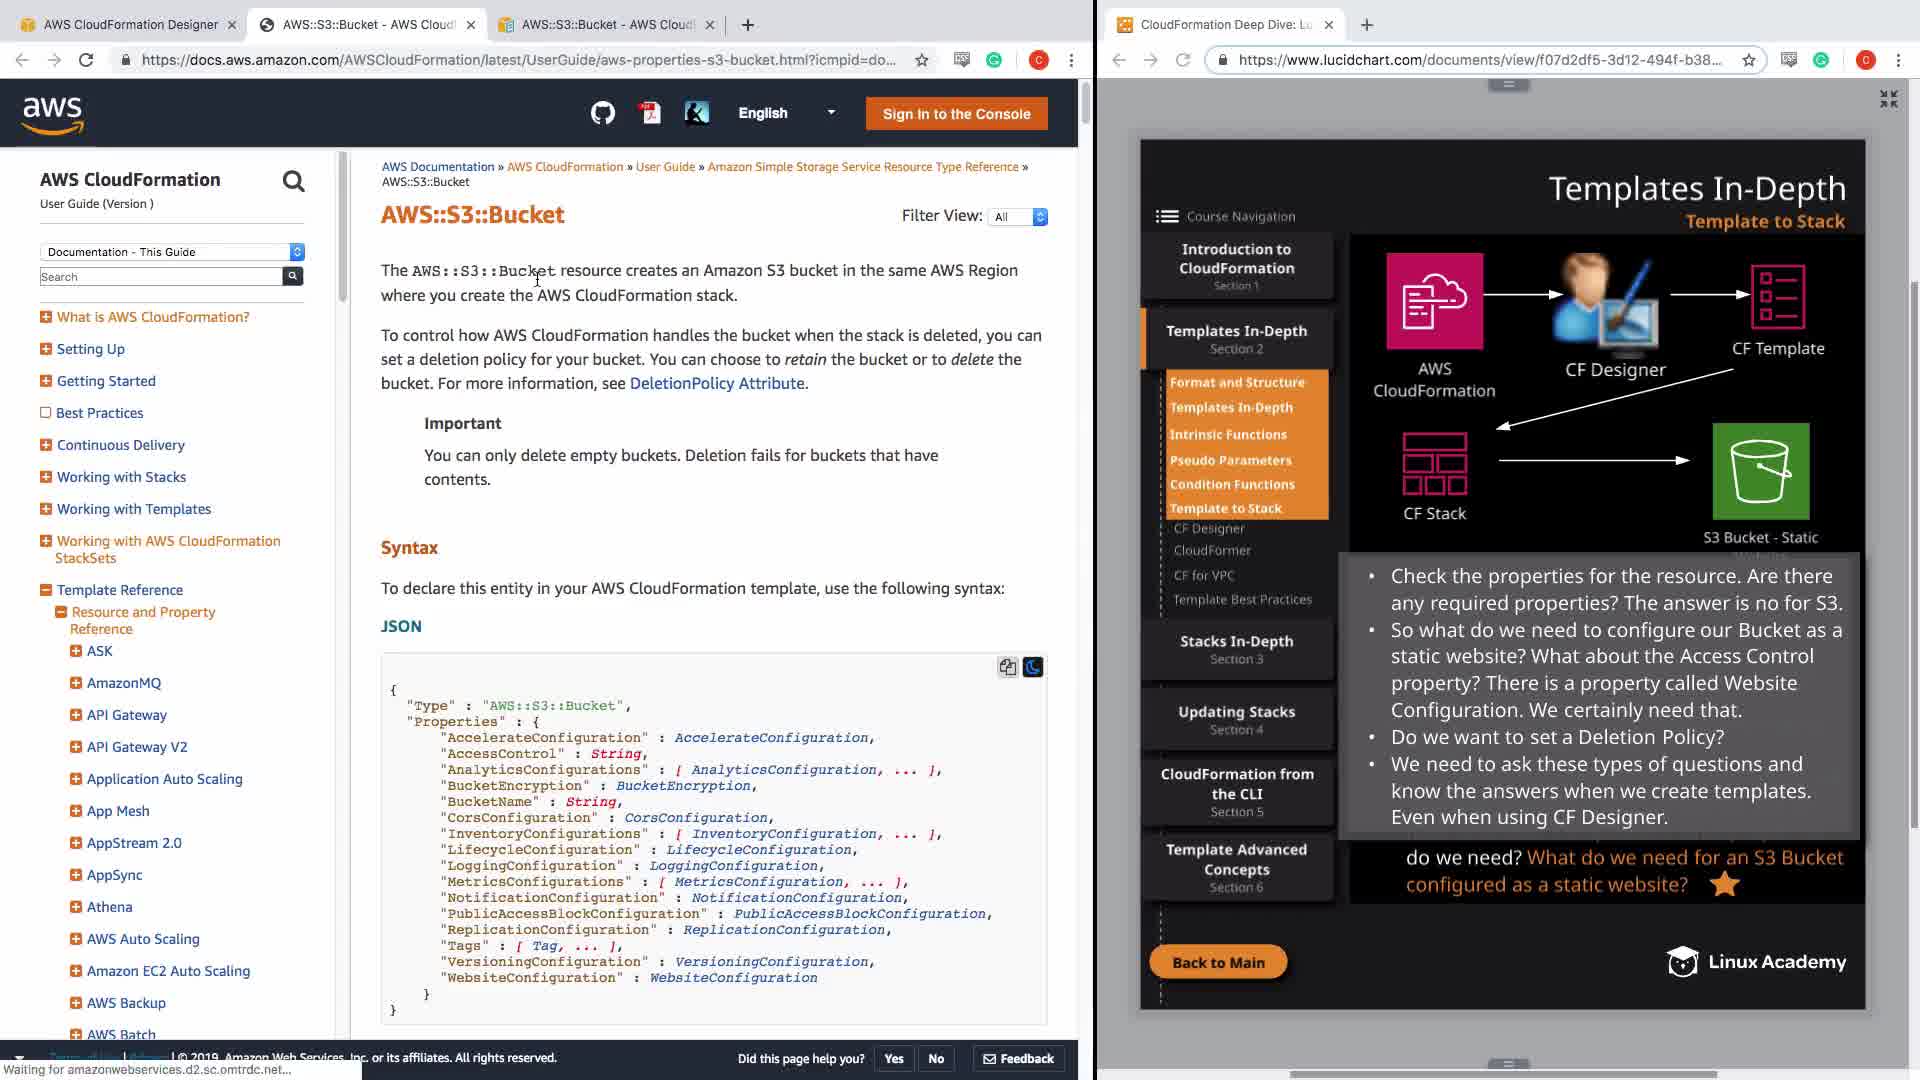 AWS CloudFormation Designer
AWS::S3::Bucket - AWS Cloud
AWS::S3::Bucket - AWS Cloud
https://docs.aws.amazon.com/AWSCloudFormation/latest/UserGuide/aws-properties-s3-bucket.html?icmpid=do...
aws
English
Sign In to the Console
AWS CloudFormation
User Guide (Version )
Documentation - This Guide
Search
What is AWS CloudFormation?
Setting Up
Getting Started
Best Practices
Continuous Delivery
Working with Stacks
Working with Templates
Working with AWS CloudFormation
StackSets
Template Reference
Resource and Property
Reference
ASK
AmazonMQ
API Gateway
API Gateway V2
Application Auto Scaling
App Mesh
AppStream 2.0
AppSync
Athena
AWS Auto Scaling
Amazon EC2 Auto Scaling
AWS Backup
AWS Batch
AWS Documentation » AWS CloudFormation » User Guide » Amazon Simple Storage Service Resource Type Reference »
AWS::S3::Bucket
AWS::S3::Bucket
Filter View: All
The AWS::S3::Bucket resource creates an Amazon S3 bucket in the same AWS Region
where you create the AWS CloudFormation stack.
To control how AWS CloudFormation handles the bucket when the stack is deleted, you can
set a deletion policy for your bucket. You can choose to retain the bucket or to delete the
bucket. For more information, see DeletionPolicy Attribute.
Important
You can only delete empty buckets. Deletion fails for buckets that have
contents.
Syntax
To declare this entity in your AWS CloudFormation template, use the following syntax:
JSON
{
"Type" : "AWS::S3::Bucket",
"Properties" : {
"AccelerateConfiguration" : AccelerateConfiguration,
"AccessControl" : String,
"AnalyticsConfigurations" : [ AnalyticsConfiguration, ... ],
"BucketEncryption" : BucketEncryption,
"BucketName" : String,
"CorsConfiguration" : CorsConfiguration,
"InventoryConfigurations" : [ InventoryConfiguration, ... ],
"LifecycleConfiguration" : LifecycleConfiguration,
"LoggingConfiguration" : LoggingConfiguration,
"MetricsConfigurations" : [ MetricsConfiguration, ... ],
"NotificationConfiguration" : NotificationConfiguration,
"PublicAccessBlockConfiguration" : PublicAccessBlockConfiguration,
"ReplicationConfiguration" : ReplicationConfiguration,
"Tags" : [ Tag, ... ],
"VersioningConfiguration" : VersioningConfiguration,
"WebsiteConfiguration" : WebsiteConfiguration
}
}
© 2019, Amazon Web Services, Inc. or its affiliates. All rights reserved.
Did this page help you?
Yes
No
Feedback
Waiting for amazonwebservices.d2.sc.omtrdc.net...
CloudFormation Deep Dive: Lu
https://www.lucidchart.com/documents/view/f07d2df5-3d12-494f-b38...
C
C
Templates In-Depth
Template to Stack
Course Navigation
Introduction to
CloudFormation
Section 1
Templates In-Depth
Section 2
Format and Structure
Templates In-Depth
Intrinsic Functions
Pseudo Parameters
Condition Functions
Template to Stack
CF Designer
CloudFormer
CF for VPC
Template Best Practices
Stacks In-Depth
Section 3
Updating Stacks
Section 4
CloudFormation from
the CLI
Section 5
Template Advanced
Concepts
Section 6
Back to Main
AWS
CloudFormation
CF Designer
CF Template
CF Stack
S3 Bucket - Static
• Check the properties for the resource. Are there
any required properties? The answer is no for S3.
• So what do we need to configure our Bucket as a
static website? What about the Access Control
property? There is a property called Website
Configuration. We certainly need that.
• Do we want to set a Deletion Policy?
• We need to ask these types of questions and
know the answers when we create templates.
Even when using CF Designer.
do we need? What do we need for an S3 Bucket
configured as a static website?
Linux Academy